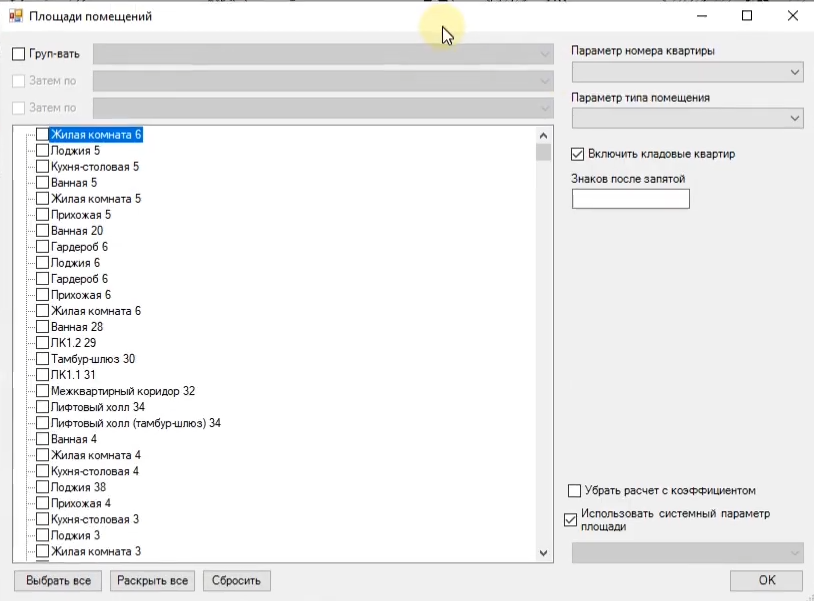 Площади помещений
Груп-вать
Затем по
Затем по
Жилая комната 6
Лоджия 5
Кухня-столовая 5
Ванная 5
Жилая комната 5
Прихожая 5
Ванная 20
Гардероб 6
Лоджия 6
Гардероб 6
Прихожая 6
Жилая комната 6
Ванная 28
ЛК1.2 29
Тамбур-шлюз 30
ЛК1.1 31
Межквартирный коридор 32
Лифтовый холл 34
Лифтовый холл (тамбур-шлюз) 34
Ванная 4
Жилая комната 4
Кухня-столовая 4
Лоджия 38
Прихожая 4
Кухня-столовая 3
Лоджия 3
Жилая комната 3
Выбрать все
Раскрыть все
Сбросить
Параметр номера квартиры
Параметр типа помещения
Включить кладовые квартир
Знаков после запятой
Убрать расчет с коэффициентом
Использовать системный параметр
площади
OK